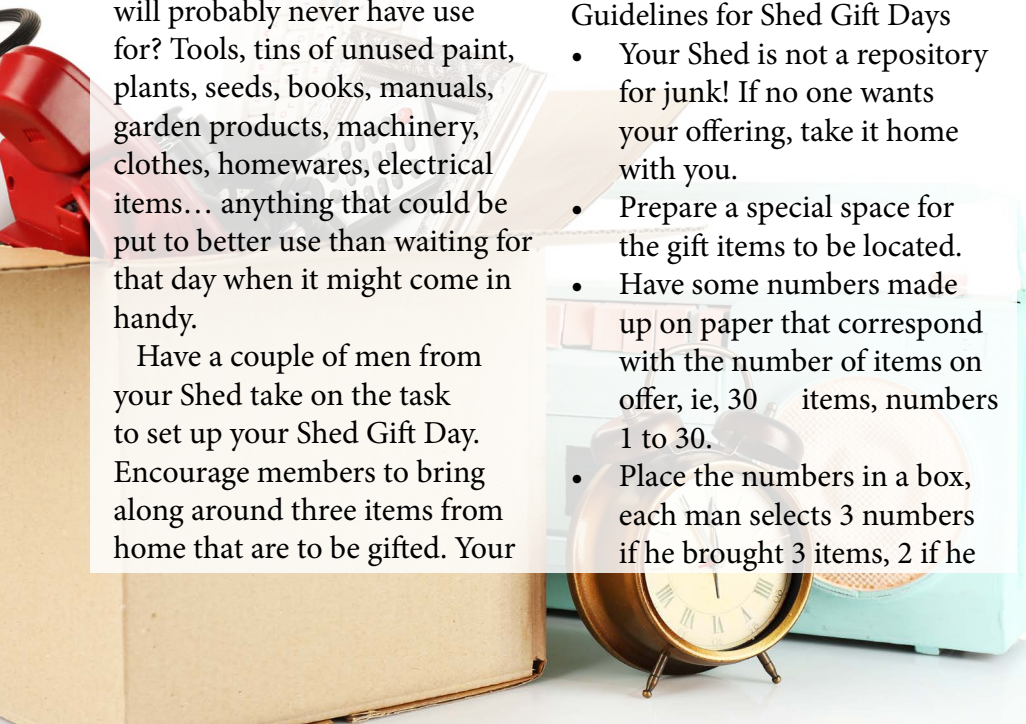 will probably never have use
for? Tools, tins of unused paint,
plants, seeds, books, manuals,
garden products, machinery,
clothes, homewares, electrical
items… anything that could be
put to better use than waiting for
that day when it might come in
handy.
Have a couple of men from
your Shed take on the task
to set up your Shed Gift Day.
Encourage members to bring
along around three items from
home that are to be gifted. Your
Guidelines for Shed Gift Days
• Your Shed is not a repository
for junk! If no one wants
your offering, take it home
with you.
• Prepare a special space for
the gift items to be located.
• Have some numbers made
up on paper that correspond
with the number of items on
offer, ie, 30 items, numbers
1 to 30.
• Place the numbers in a box,
each man selects 3 numbers
if he brought 3 items, 2 if he